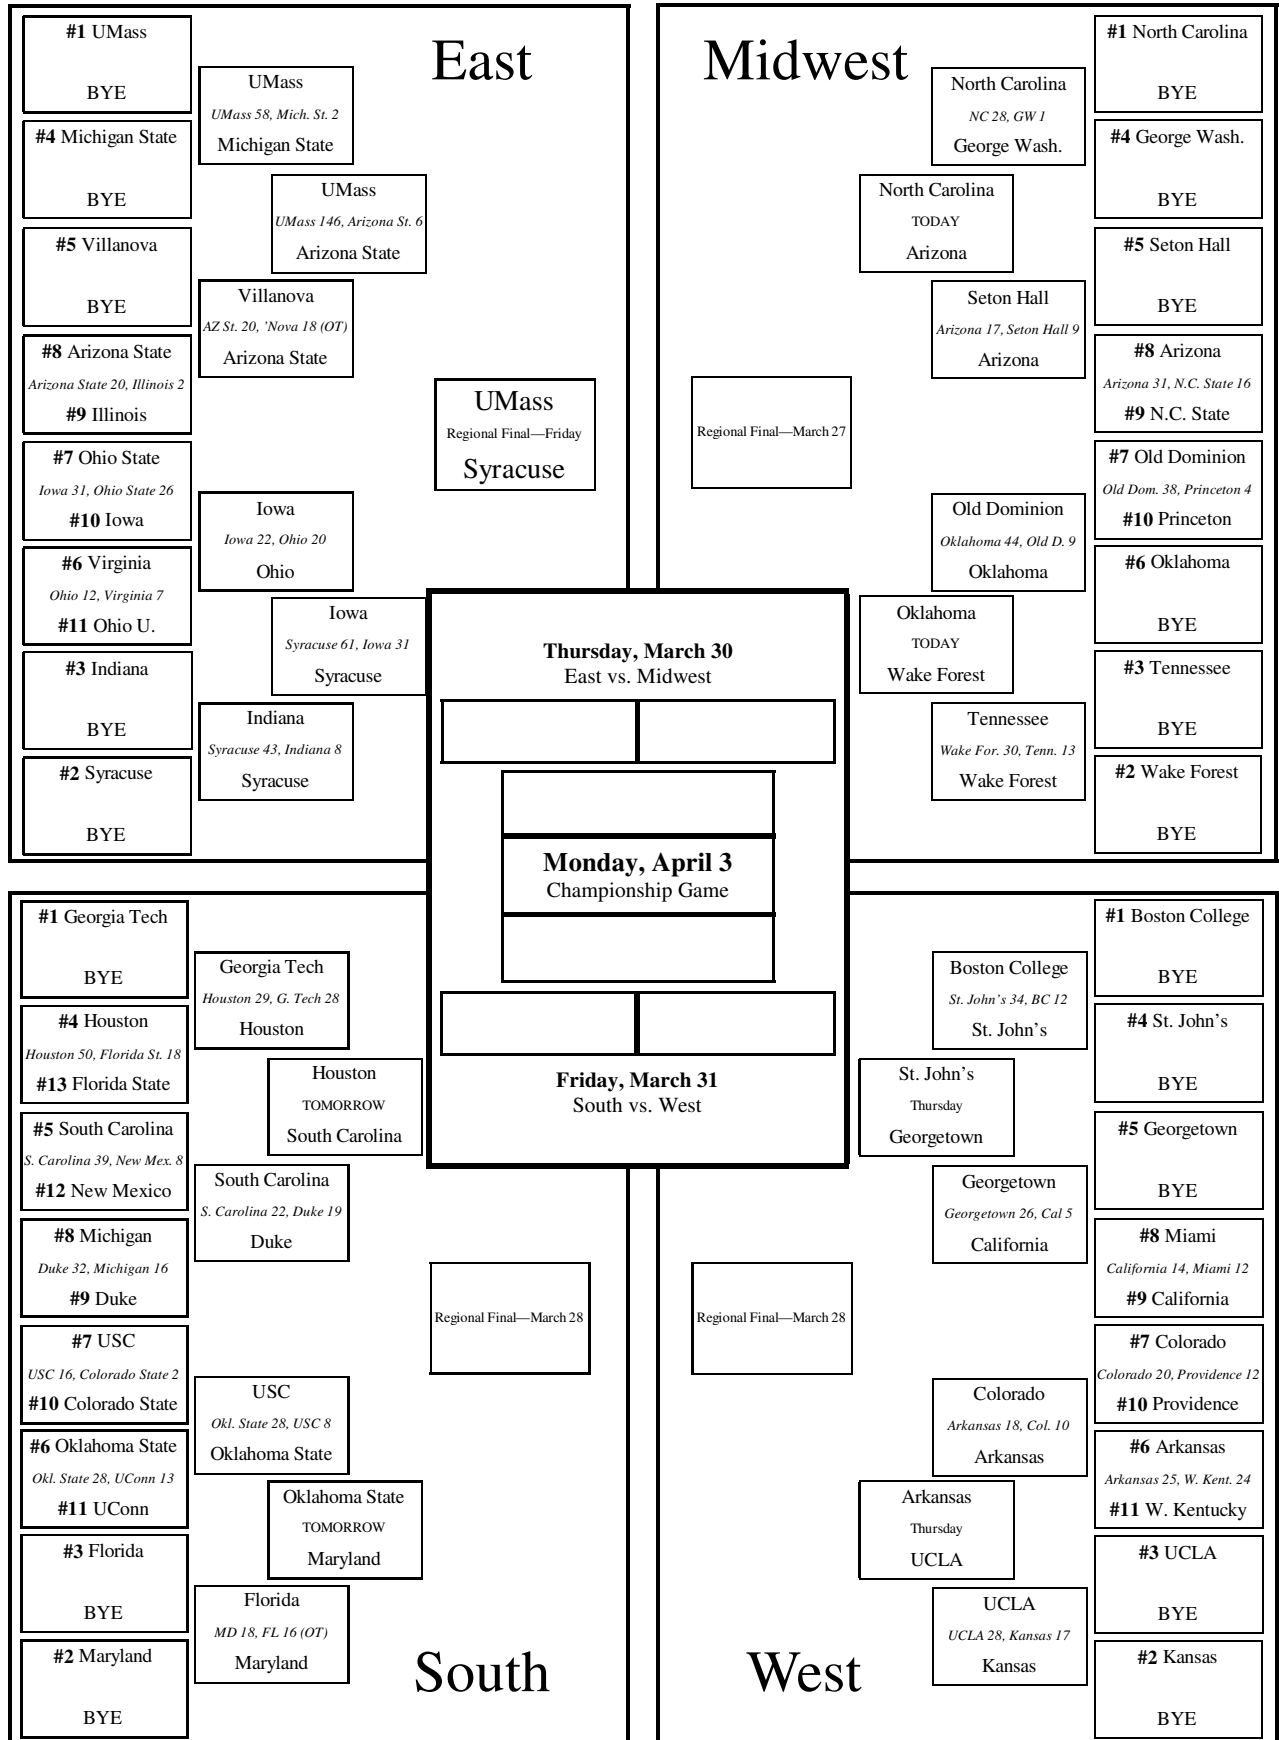 East
#1 UMass
BYE
#4 Michigan State
BYE
#5 Villanova
BYE
#8 Arizona State
Arizona State 20, Illinois 2
#9 Illinois
#7 Ohio State
Iowa 31, Ohio State 26
#10 Iowa
#6 Virginia
Ohio 12, Virginia 7
#11 Ohio U.
#3 Indiana
BYE
#2 Syracuse
BYE
UMass
UMass 58, Mich. St. 2
Michigan State
Villanova
AZ St. 20, 'Nova 18 (OT)
Arizona State
Iowa
Iowa 22, Ohio 20
Ohio
Indiana
Syracuse 43, Indiana 8
Syracuse
UMass
UMass 146, Arizona St. 6
Arizona State
Iowa
Syracuse 61, Iowa 31
Syracuse
UMass
Regional Final—Friday
Syracuse
Midwest
#1 North Carolina
BYE
#4 George Wash.
BYE
#5 Seton Hall
BYE
#8 Arizona
Arizona 31, N.C. State 16
#9 N.C. State
#7 Old Dominion
Old Dom. 38, Princeton 4
#10 Princeton
#6 Oklahoma
BYE
#3 Tennessee
BYE
#2 Wake Forest
BYE
North Carolina
NC 28, GW 1
George Wash.
Seton Hall
Arizona 17, Seton Hall 9
Arizona
Old Dominion
Oklahoma 44, Old D. 9
Oklahoma
Tennessee
Wake For. 30, Tenn. 13
Wake Forest
North Carolina
TODAY
Arizona
Oklahoma
TODAY
Wake Forest
Regional Final—March 27
Thursday, March 30
East vs. Midwest
Monday, April 3
Championship Game
Friday, March 31
South vs. West
#1 Georgia Tech
BYE
#4 Houston
Houston 50, Florida St. 18
#13 Florida State
#5 South Carolina
S. Carolina 39, New Mex. 8
#12 New Mexico
#8 Michigan
Duke 32, Michigan 16
#9 Duke
#7 USC
USC 16, Colorado State 2
#10 Colorado State
#6 Oklahoma State
Okl. State 28, UConn 13
#11 UConn
#3 Florida
BYE
#2 Maryland
BYE
Georgia Tech
Houston 29, G. Tech 28
Houston
South Carolina
S. Carolina 22, Duke 19
Duke
USC
Okl. State 28, USC 8
Oklahoma State
Florida
MD 18, FL 16 (OT)
Maryland
Houston
TOMORROW
South Carolina
Oklahoma State
TOMORROW
Maryland
Regional Final—March 28
South
#1 Boston College
BYE
#4 St. John's
BYE
#5 Georgetown
BYE
#8 Miami
California 14, Miami 12
#9 California
#7 Colorado
Colorado 20, Providence 12
#10 Providence
#6 Arkansas
Arkansas 25, W. Kent. 24
#11 W. Kentucky
#3 UCLA
BYE
#2 Kansas
BYE
Boston College
St. John's 34, BC 12
St. John's
Georgetown
Georgetown 26, Cal 5
California
Colorado
Arkansas 18, Col. 10
Arkansas
UCLA
UCLA 28, Kansas 17
Kansas
St. John's
Thursday
Georgetown
Arkansas
Thursday
UCLA
Regional Final—March 28
West